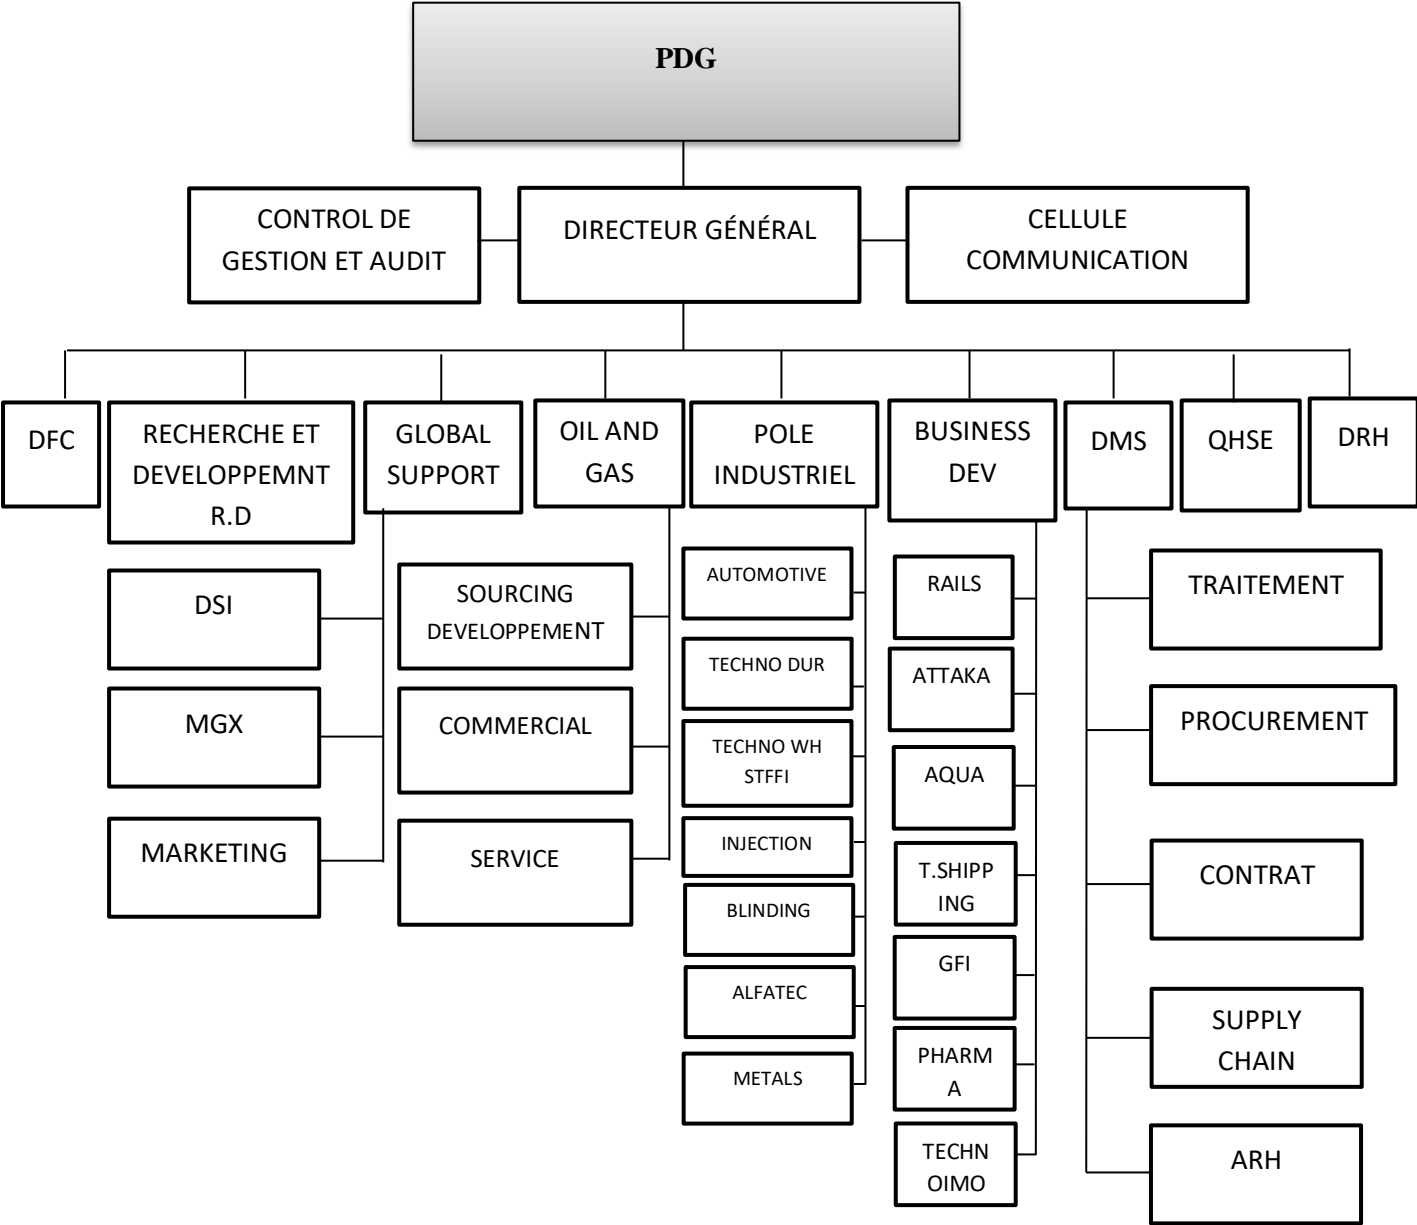 PDG
CONTROL DE
GESTION ET AUDIT
DIRECTEUR GÉNÉRAL
CELLULE
COMMUNICATION
DFC
RECHERCHE ET
DEVELOPPEMNNT
R.D
GLOBAL
SUPPORT
OIL AND
GAS
POLE
INDUSTRIEL
BUSINESS
DEV
DMS
QHSE
DRH
DSI
MGX
MARKETING
SOURCING
DEVELOPPEMENT
COMMERCIAL
SERVICE
AUTOMOTIVE
TECHNO DUR
TECHNO WH
STFFI
INJECTION
BLINDING
ALFATEC
METALS
RAILS
ATTAKA
AQUA
T.SHIPP
ING
GFI
PHARM
A
TECHN
OIMO
TRAITEMENT
PROCUREMENT
CONTRAT
SUPPLY
CHAIN
ARH